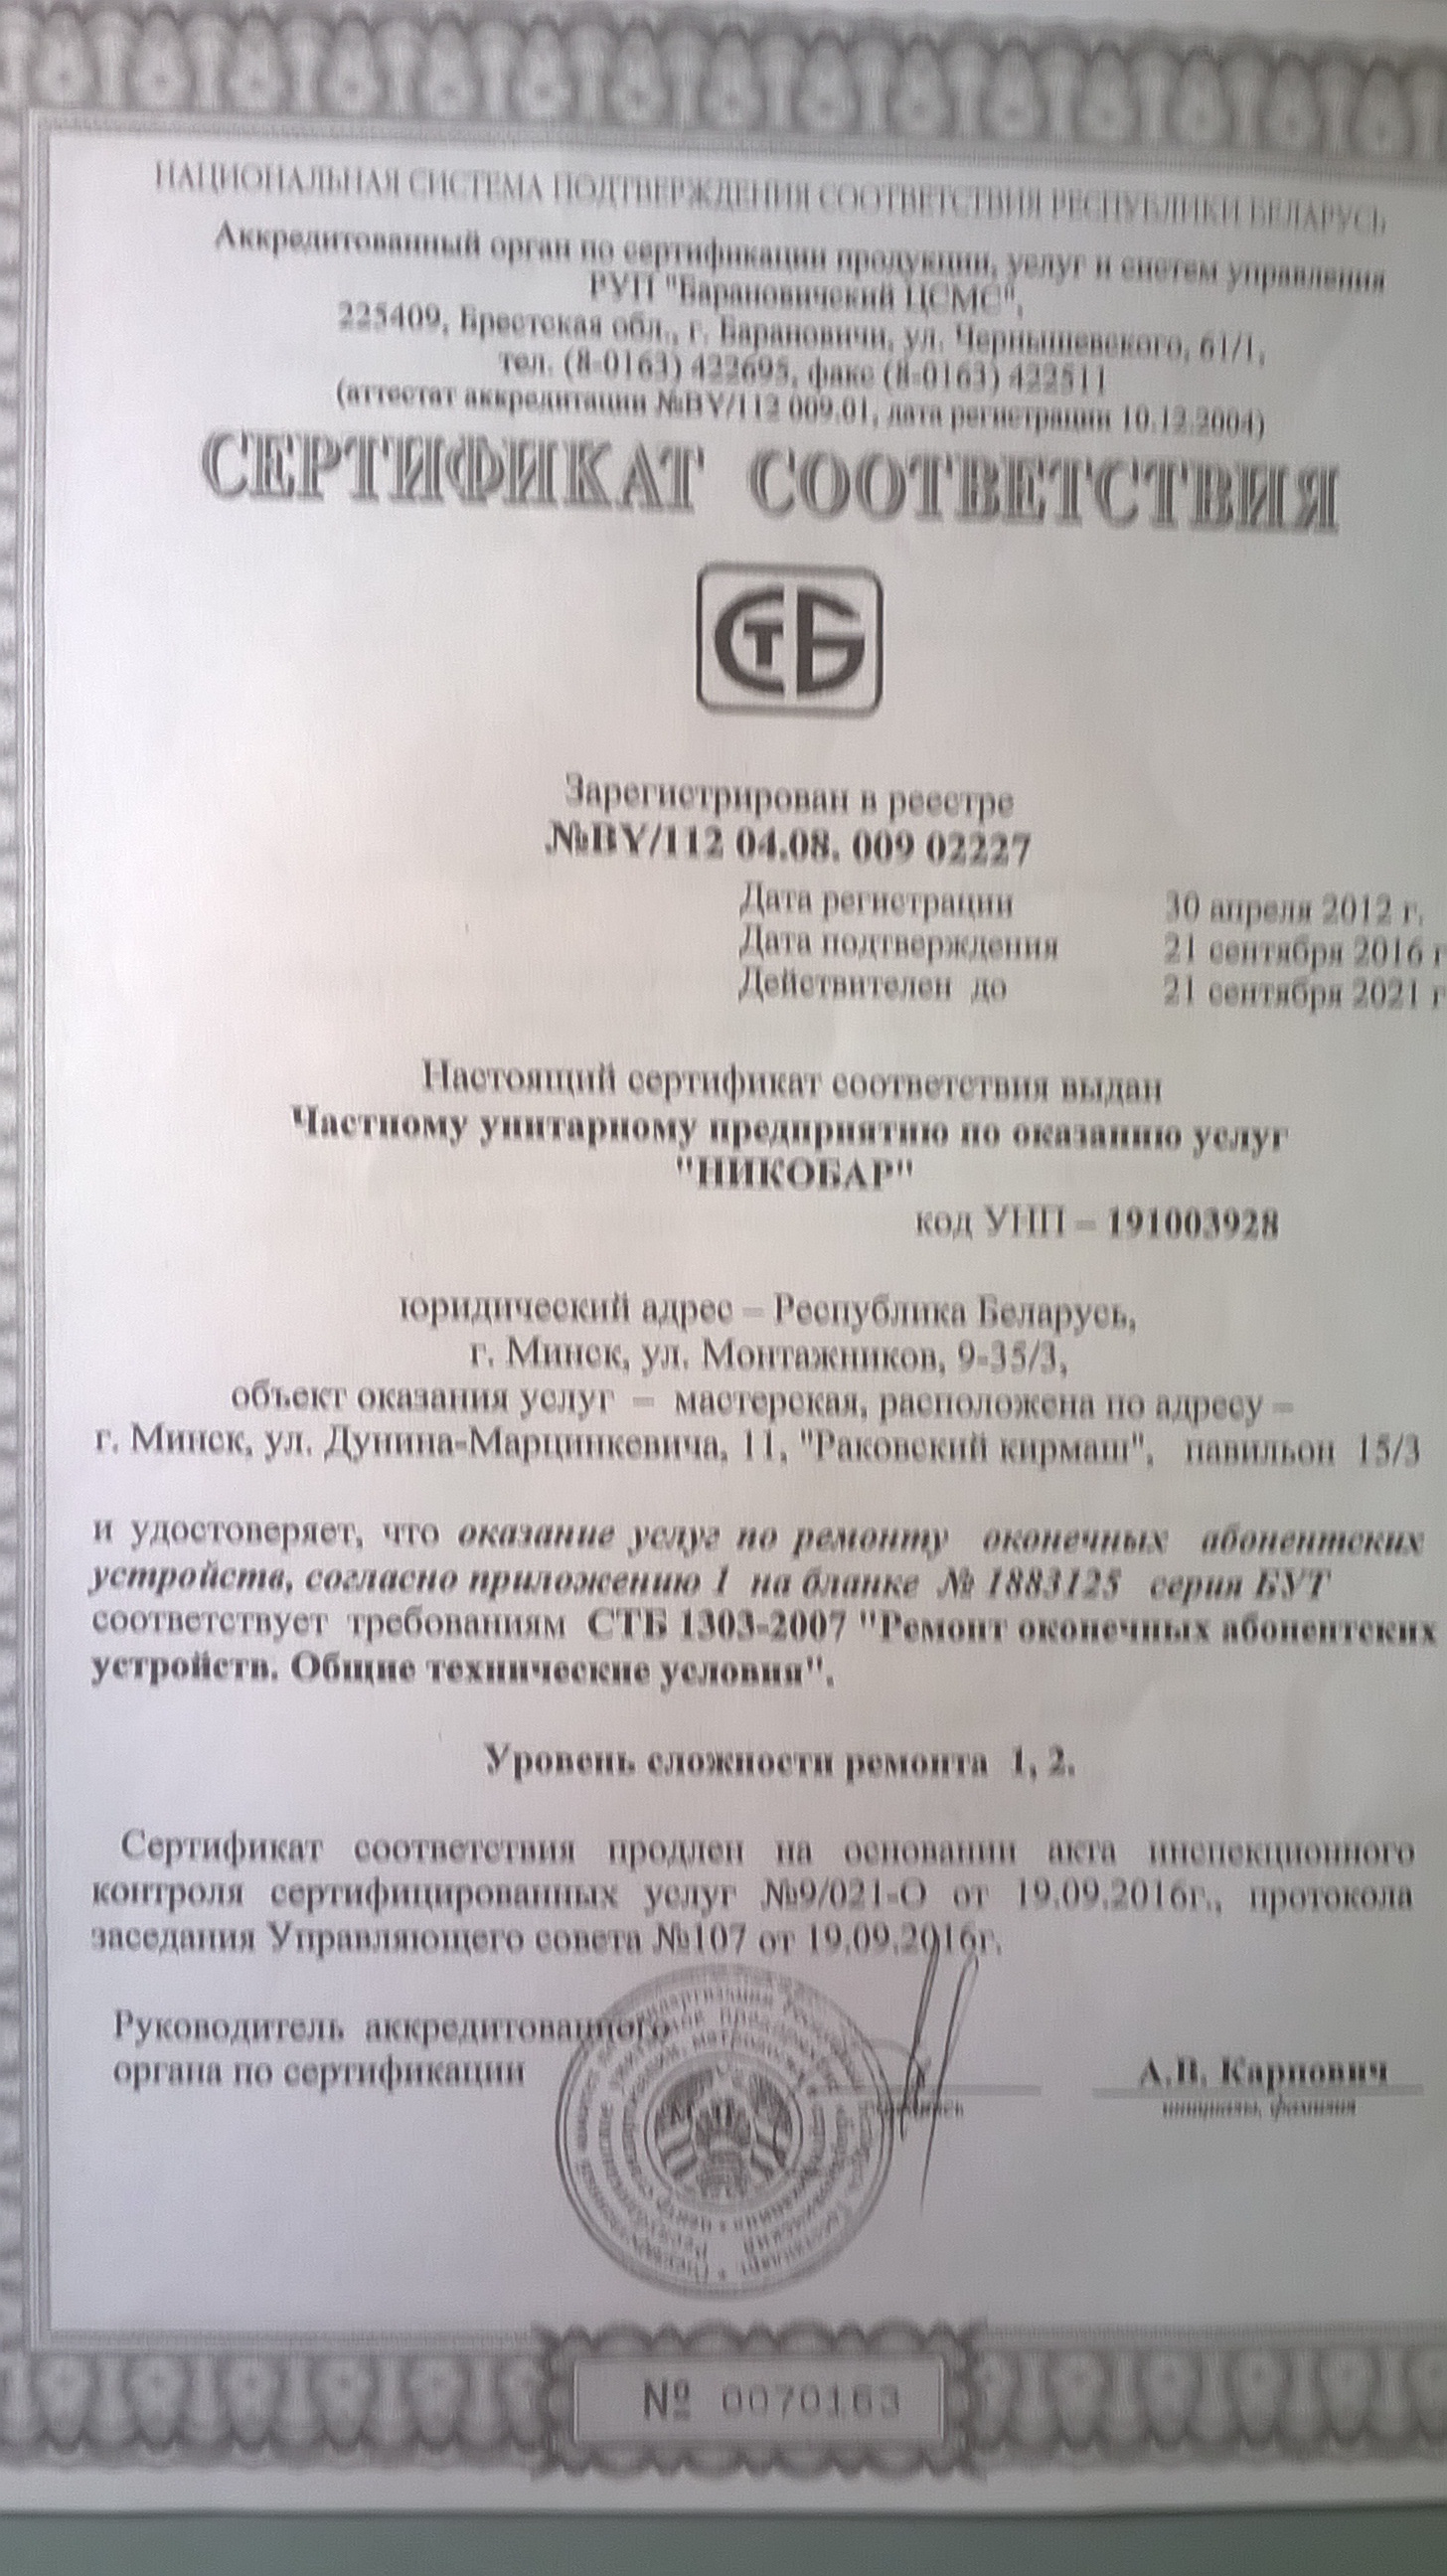 НАЦИОНАЛЬНАЯ СИСТЕМА ПОДТВЕРЖДЕНИЯ СООТВЕТСТВИЯ РЕСПУБЛИКИ БЕЛАРУСЬ
Аккредитованный орган по сертификации продукции, услуг и систем управления
РУП "Барановичский ЦСМС",
225409, Брестская обл., г. Барановичи, ул. Чернышевского, 61/1,
тел. (8-0163) 422695, факс (8-0163) 422511
(аттестат аккредитации №BY/112 009.01, дата регистрации 10.12.2004)
СЕРТИФИКАТ СООТВЕТСТВИЯ
СТБ
Зарегистрирован в реестре
№BY/112 04.08. 009 02227
Дата регистрации 30 апреля 2012 г.
Дата подтверждения 21 сентября 2016 г
Действителен до 21 сентября 2021 г
Настоящий сертификат соответствия выдан
Частному унитарному предприятию по оказанию услуг
"НИКОБАР"
код УНП – 191003928
юридический адрес – Республика Беларусь,
г. Минск, ул. Монтажников, 9-35/3,
объект оказания услуг – мастерская, расположена по адресу –
г. Минск, ул. Дунина-Марцинкевича, 11, "Раковский кирмаш", павильон 15/3
и удостоверяет, что оказание услуг по ремонту оконечных абонентских
устройств, согласно приложению 1 на бланке № 1883125 серия БУТ
соответствует требованиям СТБ 1303-2007 "Ремонт оконечных абонентских
устройств. Общие технические условия".
Уровень сложности ремонта 1, 2.
Сертификат соответствия продлен на основании акта инспекционного
контроля сертифицированных услуг №9/021-О от 19.09.2016г., протокола
заседания Управляющего совета №107 от 19.09.2016г.
Руководитель аккредитованного
органа по сертификации
А.В. Карпович
инициалы, фамилия
№ 0070163